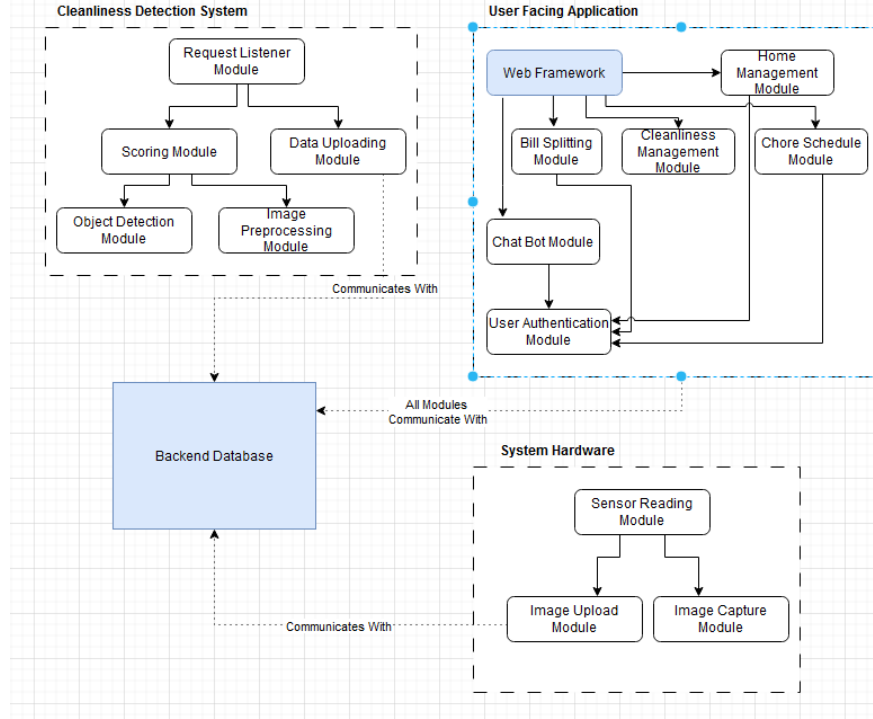 Cleanliness Detection System
User Facing Application
Request Listener
Module
Scoring Module
Data Uploading
Module
Object Detection
Module
Image
Preprocessing
Module
Communicates With
Web Framework
Home
Management
Module
Bill Splitting
Module
Cleanliness
Management
Module
Chore Schedule
Module
Chat Bot Module
User Authentication
Module
All Modules
Communicate With
Backend Database
System Hardware
Sensor Reading
Module
Image Upload
Module
Image Capture
Module
Communicates With